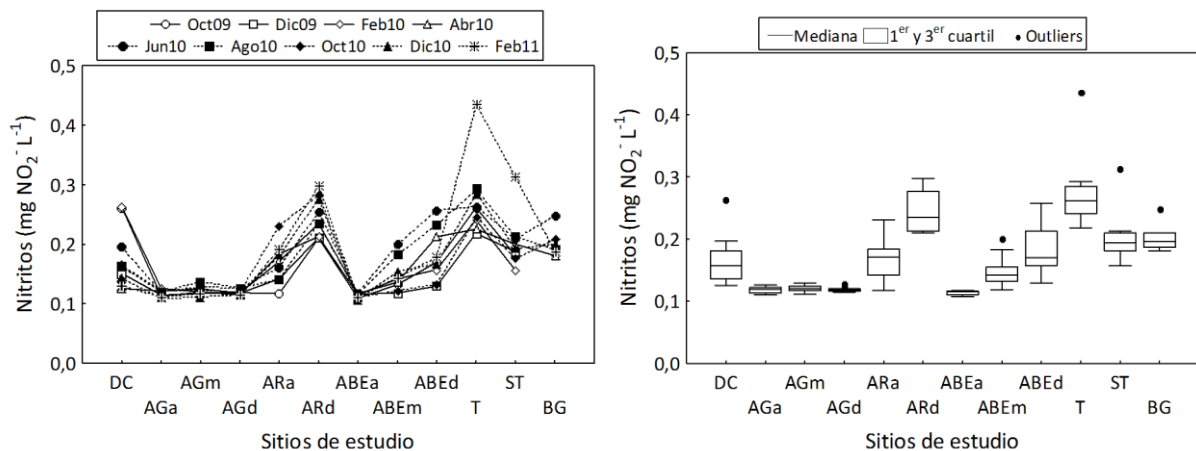 Oct09 Dic09 Feb10 Abr10
Jun10 Ago10 Oct10 Dic10 Feb11
Nitritos (mg NO₂⁻ L⁻¹)
0,5
0,4
0,3
0,2
0,1
0,0
DC AGm ARa ABEa ABEd ST
AGa AGd ARd ABEm T BG
Sitios de estudio
Mediana 1ᵉʳ y 3ᵉʳ cuartil Outliers
Nitritos (mg NO₂⁻ L⁻¹)
0,5
0,4
0,3
0,2
0,1
0,0
DC AGm ARa ABEa ABEd ST
AGa AGd ARd ABEm T BG
Sitios de estudio